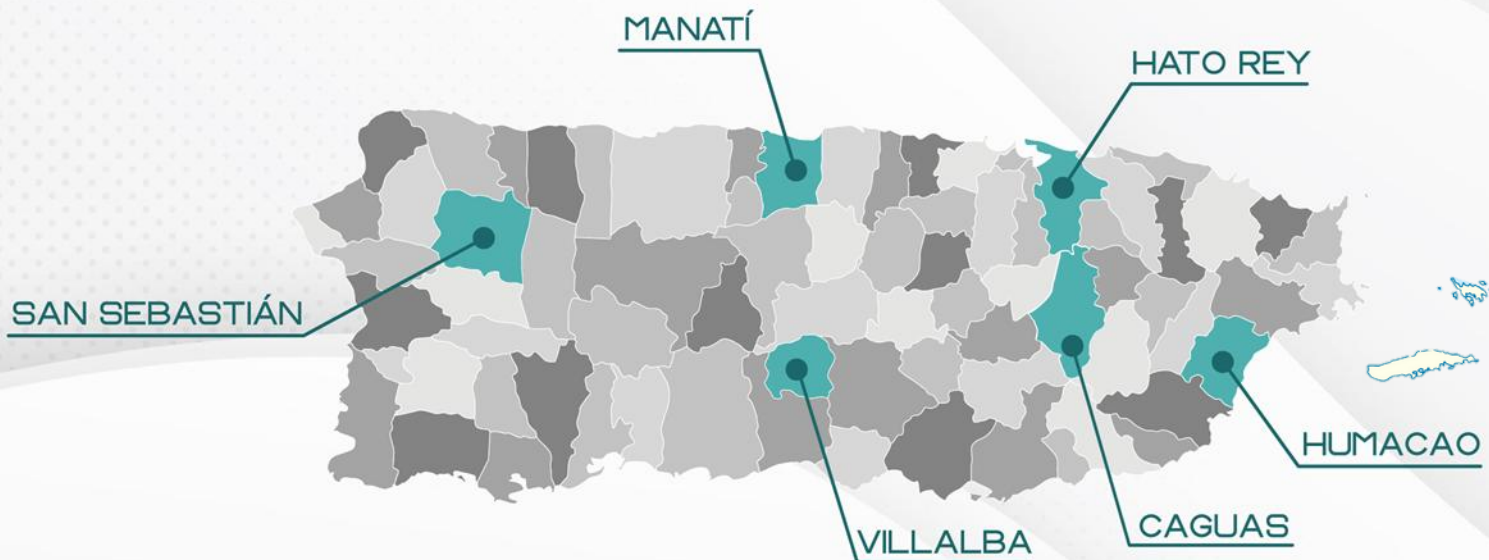 MANATÍ
HATO REY
SAN SEBASTIÁN
HUMACAO
CAGUAS
VILLALBA